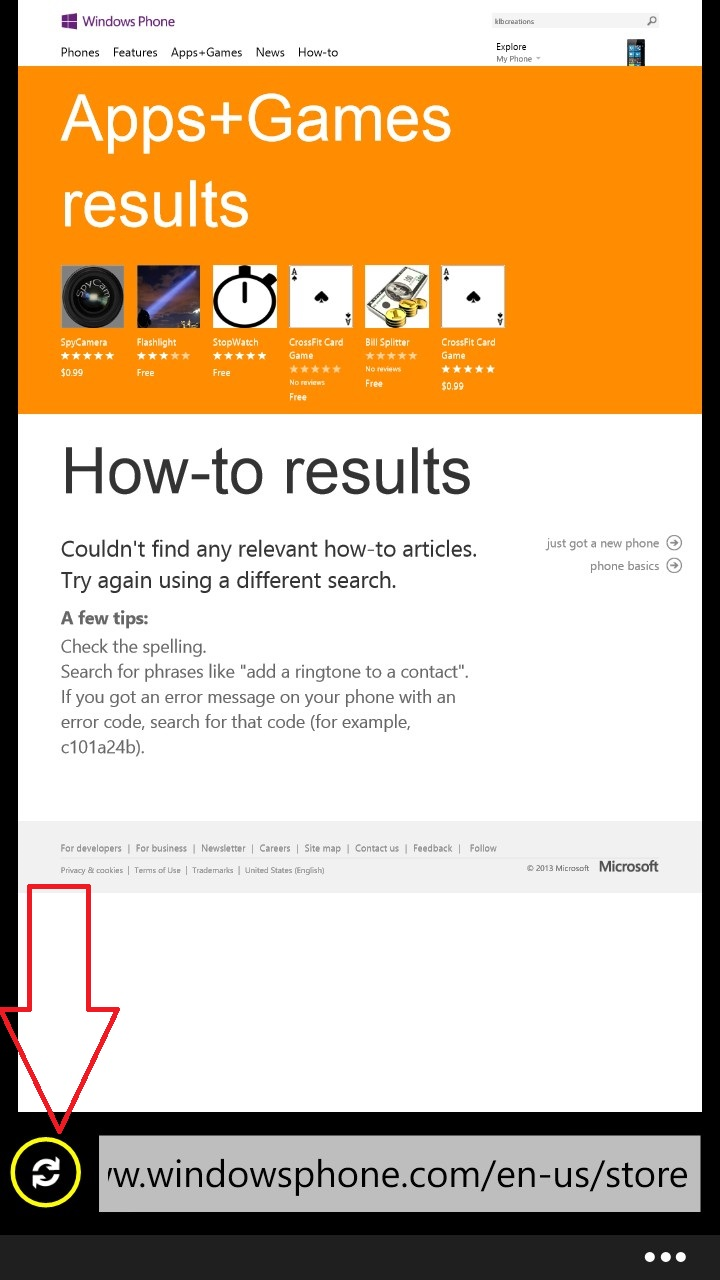 Windows Phone
klbcreations
Phones Features Apps+Games News How-to
Explore
My Phone
Apps+Games
results
SpyCam
A
A
A
A
SpyCamera
Flashlight
StopWatch
CrossFit Card
Game
Bill Splitter
CrossFit Card
Game
$0.99
Free
Free
No reviews
Free
No reviews
Free
$0.99
How-to results
Couldn't find any relevant how-to articles.
Try again using a different search.
just got a new phone
phone basics
A few tips:
Check the spelling.
Search for phrases like "add a ringtone to a contact".
If you got an error message on your phone with an
error code, search for that code (for example,
c101a24b).
For developers | For business | Newsletter | Careers | Site map | Contact us | Feedback | Follow
Privacy & cookies | Terms of Use | Trademarks | United States (English)
© 2013 Microsoft Microsoft
w.windowsphone.com/en-us/store